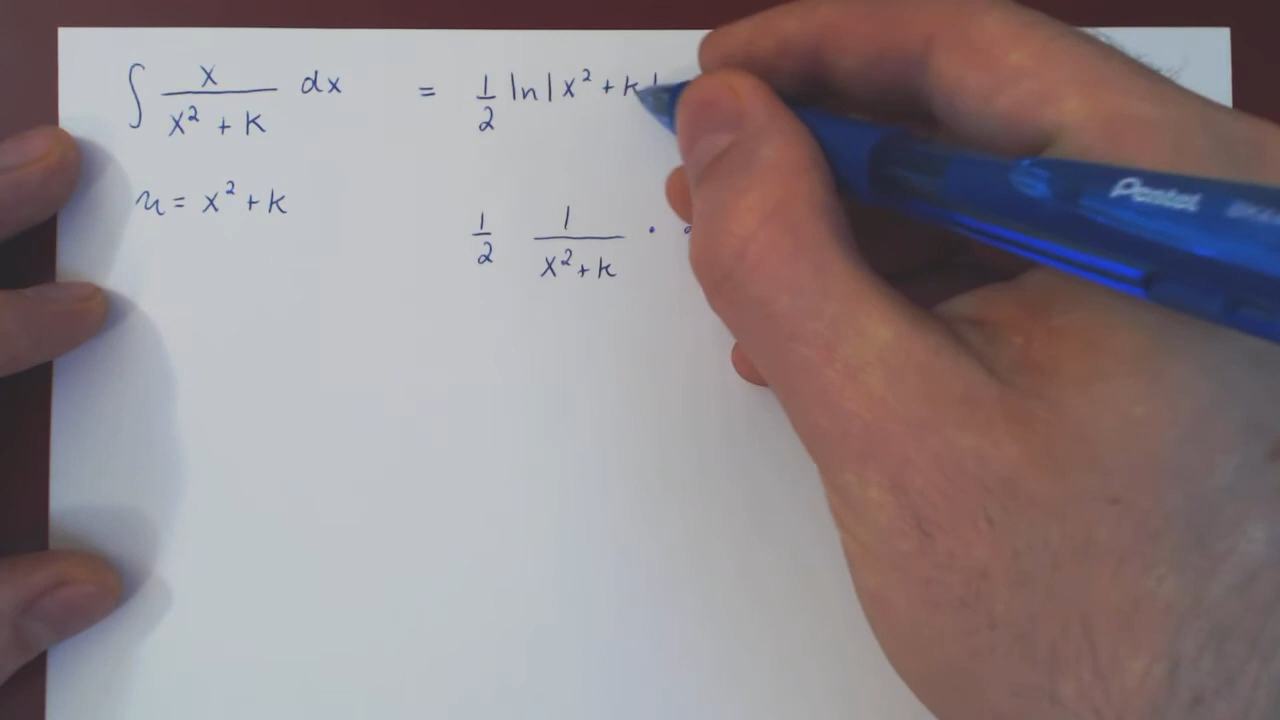 ∫ x/(x² + k) dx = 1/2 ln|x² + k|
u = x² + k
1/2 1/(x² + k) ·
Pentel